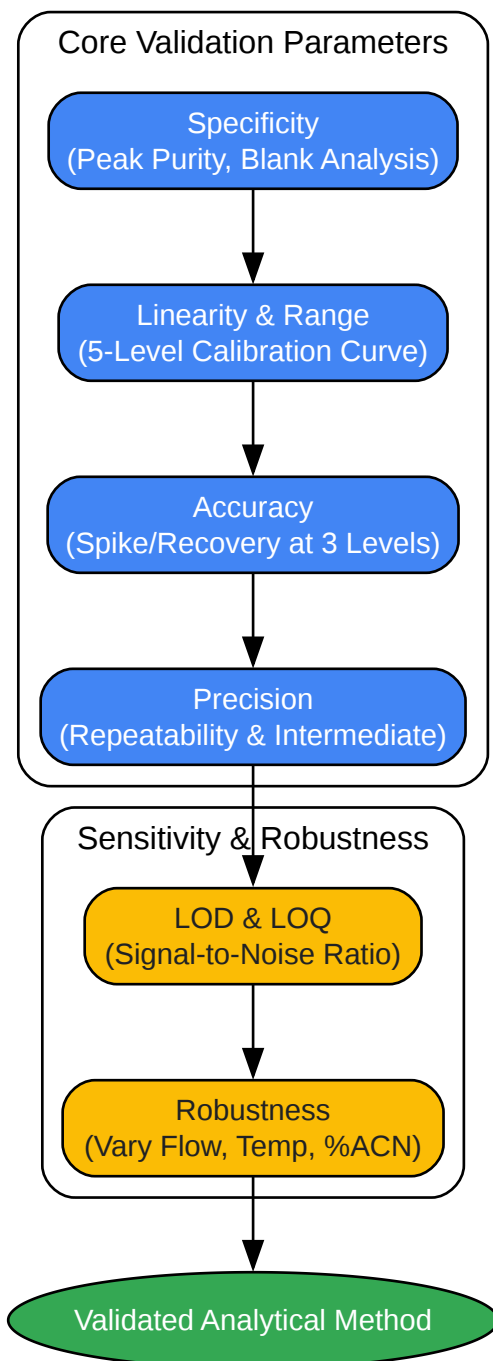 Core Validation Parameters
Specificity
(Peak Purity, Blank Analysis)
Linearity & Range
(5-Level Calibration Curve)
Accuracy
(Spike/Recovery at 3 Levels)
Precision
(Repeatability & Intermediate)
Sensitivity & Robustness
LOD & LOQ
(Signal-to-Noise Ratio)
Robustness
(Vary Flow, Temp, %ACN)
Validated Analytical Method